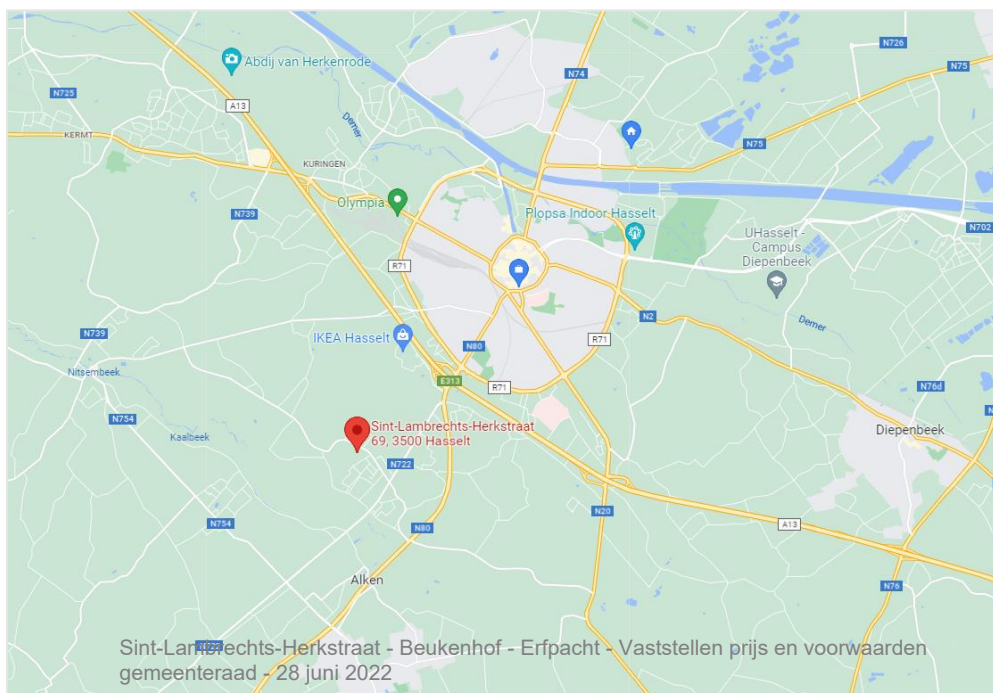 Abdij van Herkenrode
N726
N74
N75
N725
A13
Demer
KERMT
N75
KURINGEN
Olympia
N739
Plopsa Indoor Hasselt
UHasselt -
Campus
Diepenbeek
N702
R71
N2
Demer
N739
IKEA Hasselt
N80
R71
Nitsembeek
E313
R71
N76d
N754
Sint-Lambrechts-Herkstraat
69, 3500 Hasselt
Kaalbeek
N722
Diepenbeek
N754
N80
N20
A13
Alken
N76
Sint-Lambrechts-Herkstraat - Beukenhof - Erfpacht - Vaststellen prijs en voorwaarden
gemeenteraad - 28 juni 2022